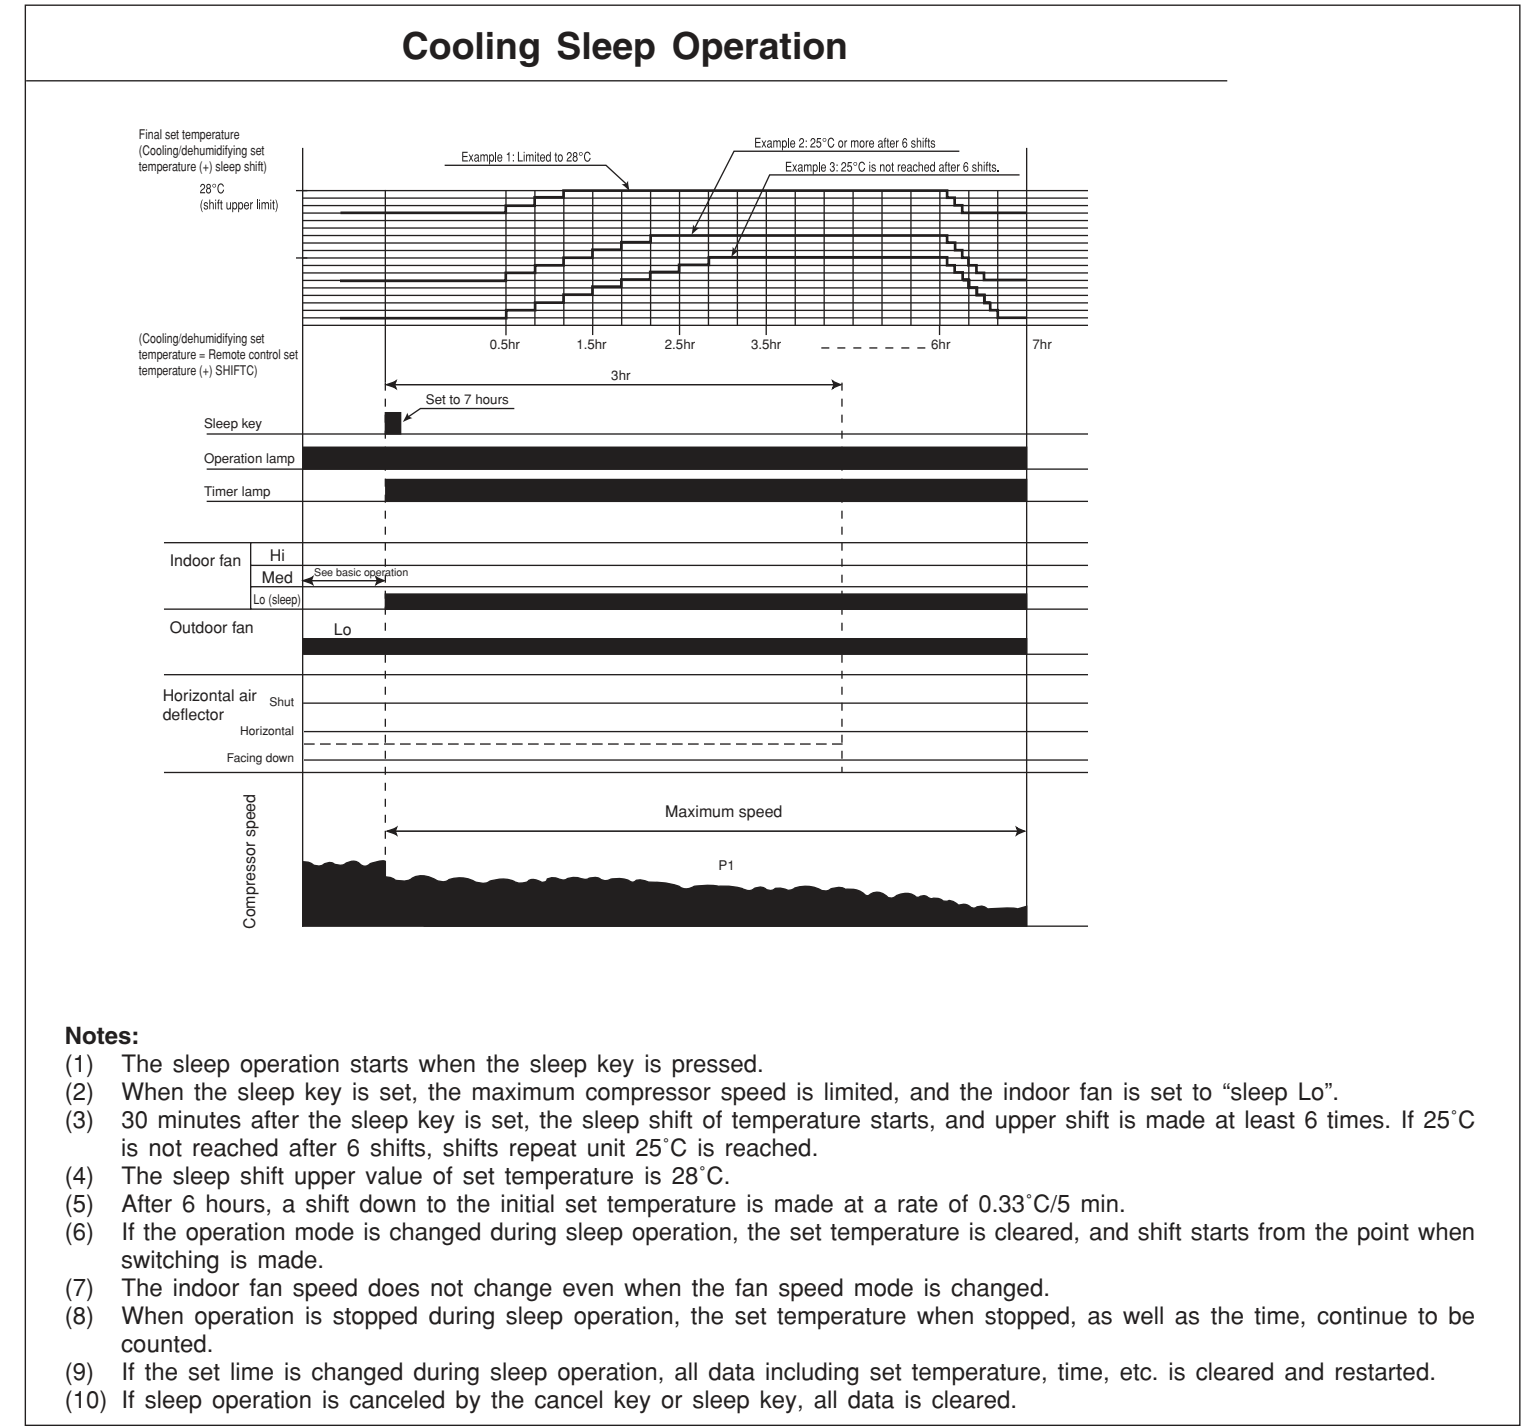 Cooling Sleep Operation
Final set temperature
(Cooling/dehumidifying set
temperature (+) sleep shift)
28°C
(shift upper limit)
Example 1: Limited to 28°C
Example 2: 25°C or more after 6 shifts
Example 3: 25°C is not reached after 6 shifts.
(Cooling/dehumidifying set
temperature = Remote control set
temperature (+) SHIFTC)
0.5hr 1.5hr 2.5hr 3.5hr 6hr 7hr
3hr
Set to 7 hours
Sleep key
Operation lamp
Timer lamp
Indoor fan
Hi
Med
See basic operation
Lo (sleep)
Outdoor fan
Lo
Horizontal air
deflector
Shut
Horizontal
Facing down
Compressor speed
Maximum speed
P1
Notes:
(1) The sleep operation starts when the sleep key is pressed.
(2) When the sleep key is set, the maximum compressor speed is limited, and the indoor fan is set to “sleep Lo”.
(3) 30 minutes after the sleep key is set, the sleep shift of temperature starts, and upper shift is made at least 6 times. If 25˚C
is not reached after 6 shifts, shifts repeat unit 25˚C is reached.
(4) The sleep shift upper value of set temperature is 28˚C.
(5) After 6 hours, a shift down to the initial set temperature is made at a rate of 0.33˚C/5 min.
(6) If the operation mode is changed during sleep operation, the set temperature is cleared, and shift starts from the point when
switching is made.
(7) The indoor fan speed does not change even when the fan speed mode is changed.
(8) When operation is stopped during sleep operation, the set temperature when stopped, as well as the time, continue to be
counted.
(9) If the set lime is changed during sleep operation, all data including set temperature, time, etc. is cleared and restarted.
(10) If sleep operation is canceled by the cancel key or sleep key, all data is cleared.